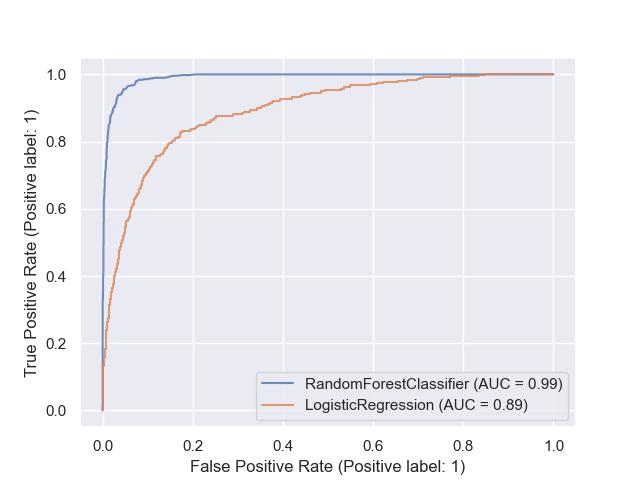 True Positive Rate (Positive label: 1)
1.0
0.8
0.6
0.4
0.2
0.0
RandomForestClassifier (AUC = 0.99)
LogisticRegression (AUC = 0.89)
0.0 0.2 0.4 0.6 0.8 1.0
False Positive Rate (Positive label: 1)